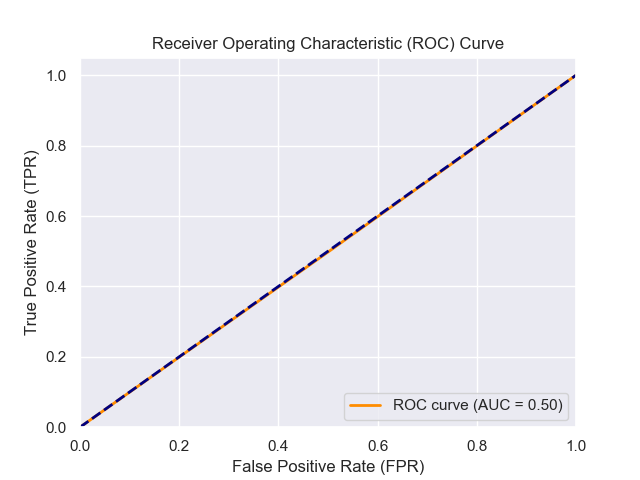 Receiver Operating Characteristic (ROC) Curve
True Positive Rate (TPR)
1.0
0.8
0.6
0.4
0.2
0.0
0.0 0.2 0.4 0.6 0.8 1.0
False Positive Rate (FPR)
ROC curve (AUC = 0.50)